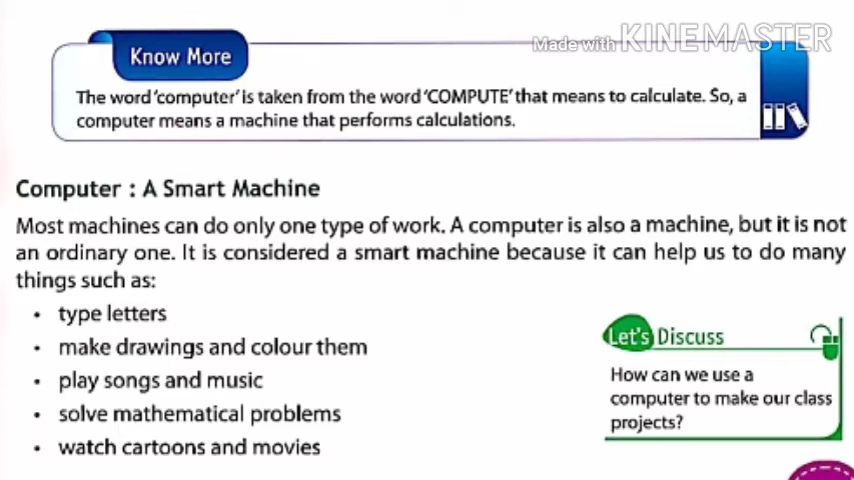 Made with KINEMASTER
Know More
The word 'computer' is taken from the word 'COMPUTE' that means to calculate. So, a
computer means a machine that performs calculations.
Computer : A Smart Machine
Most machines can do only one type of work. A computer is also a machine, but it is not
an ordinary one. It is considered a smart machine because it can help us to do many
things such as:
• type letters
• make drawings and colour them
• play songs and music
• solve mathematical problems
• watch cartoons and movies
Let's Discuss
How can we use a
computer to make our class
projects?